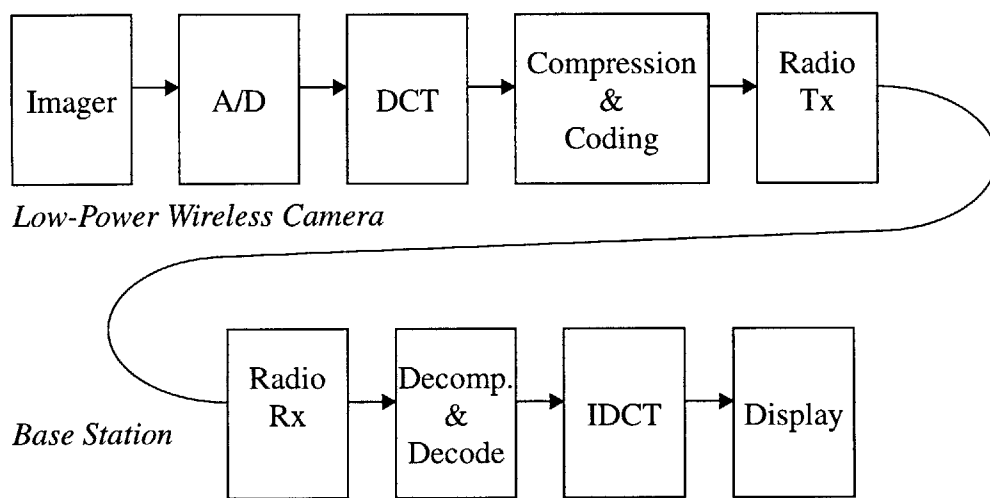 Imager
A/D
DCT
Compression
&
Coding
Radio
Tx
Low-Power Wireless Camera
Radio
Rx
Decomp.
&
Decode
IDCT
Display
Base Station